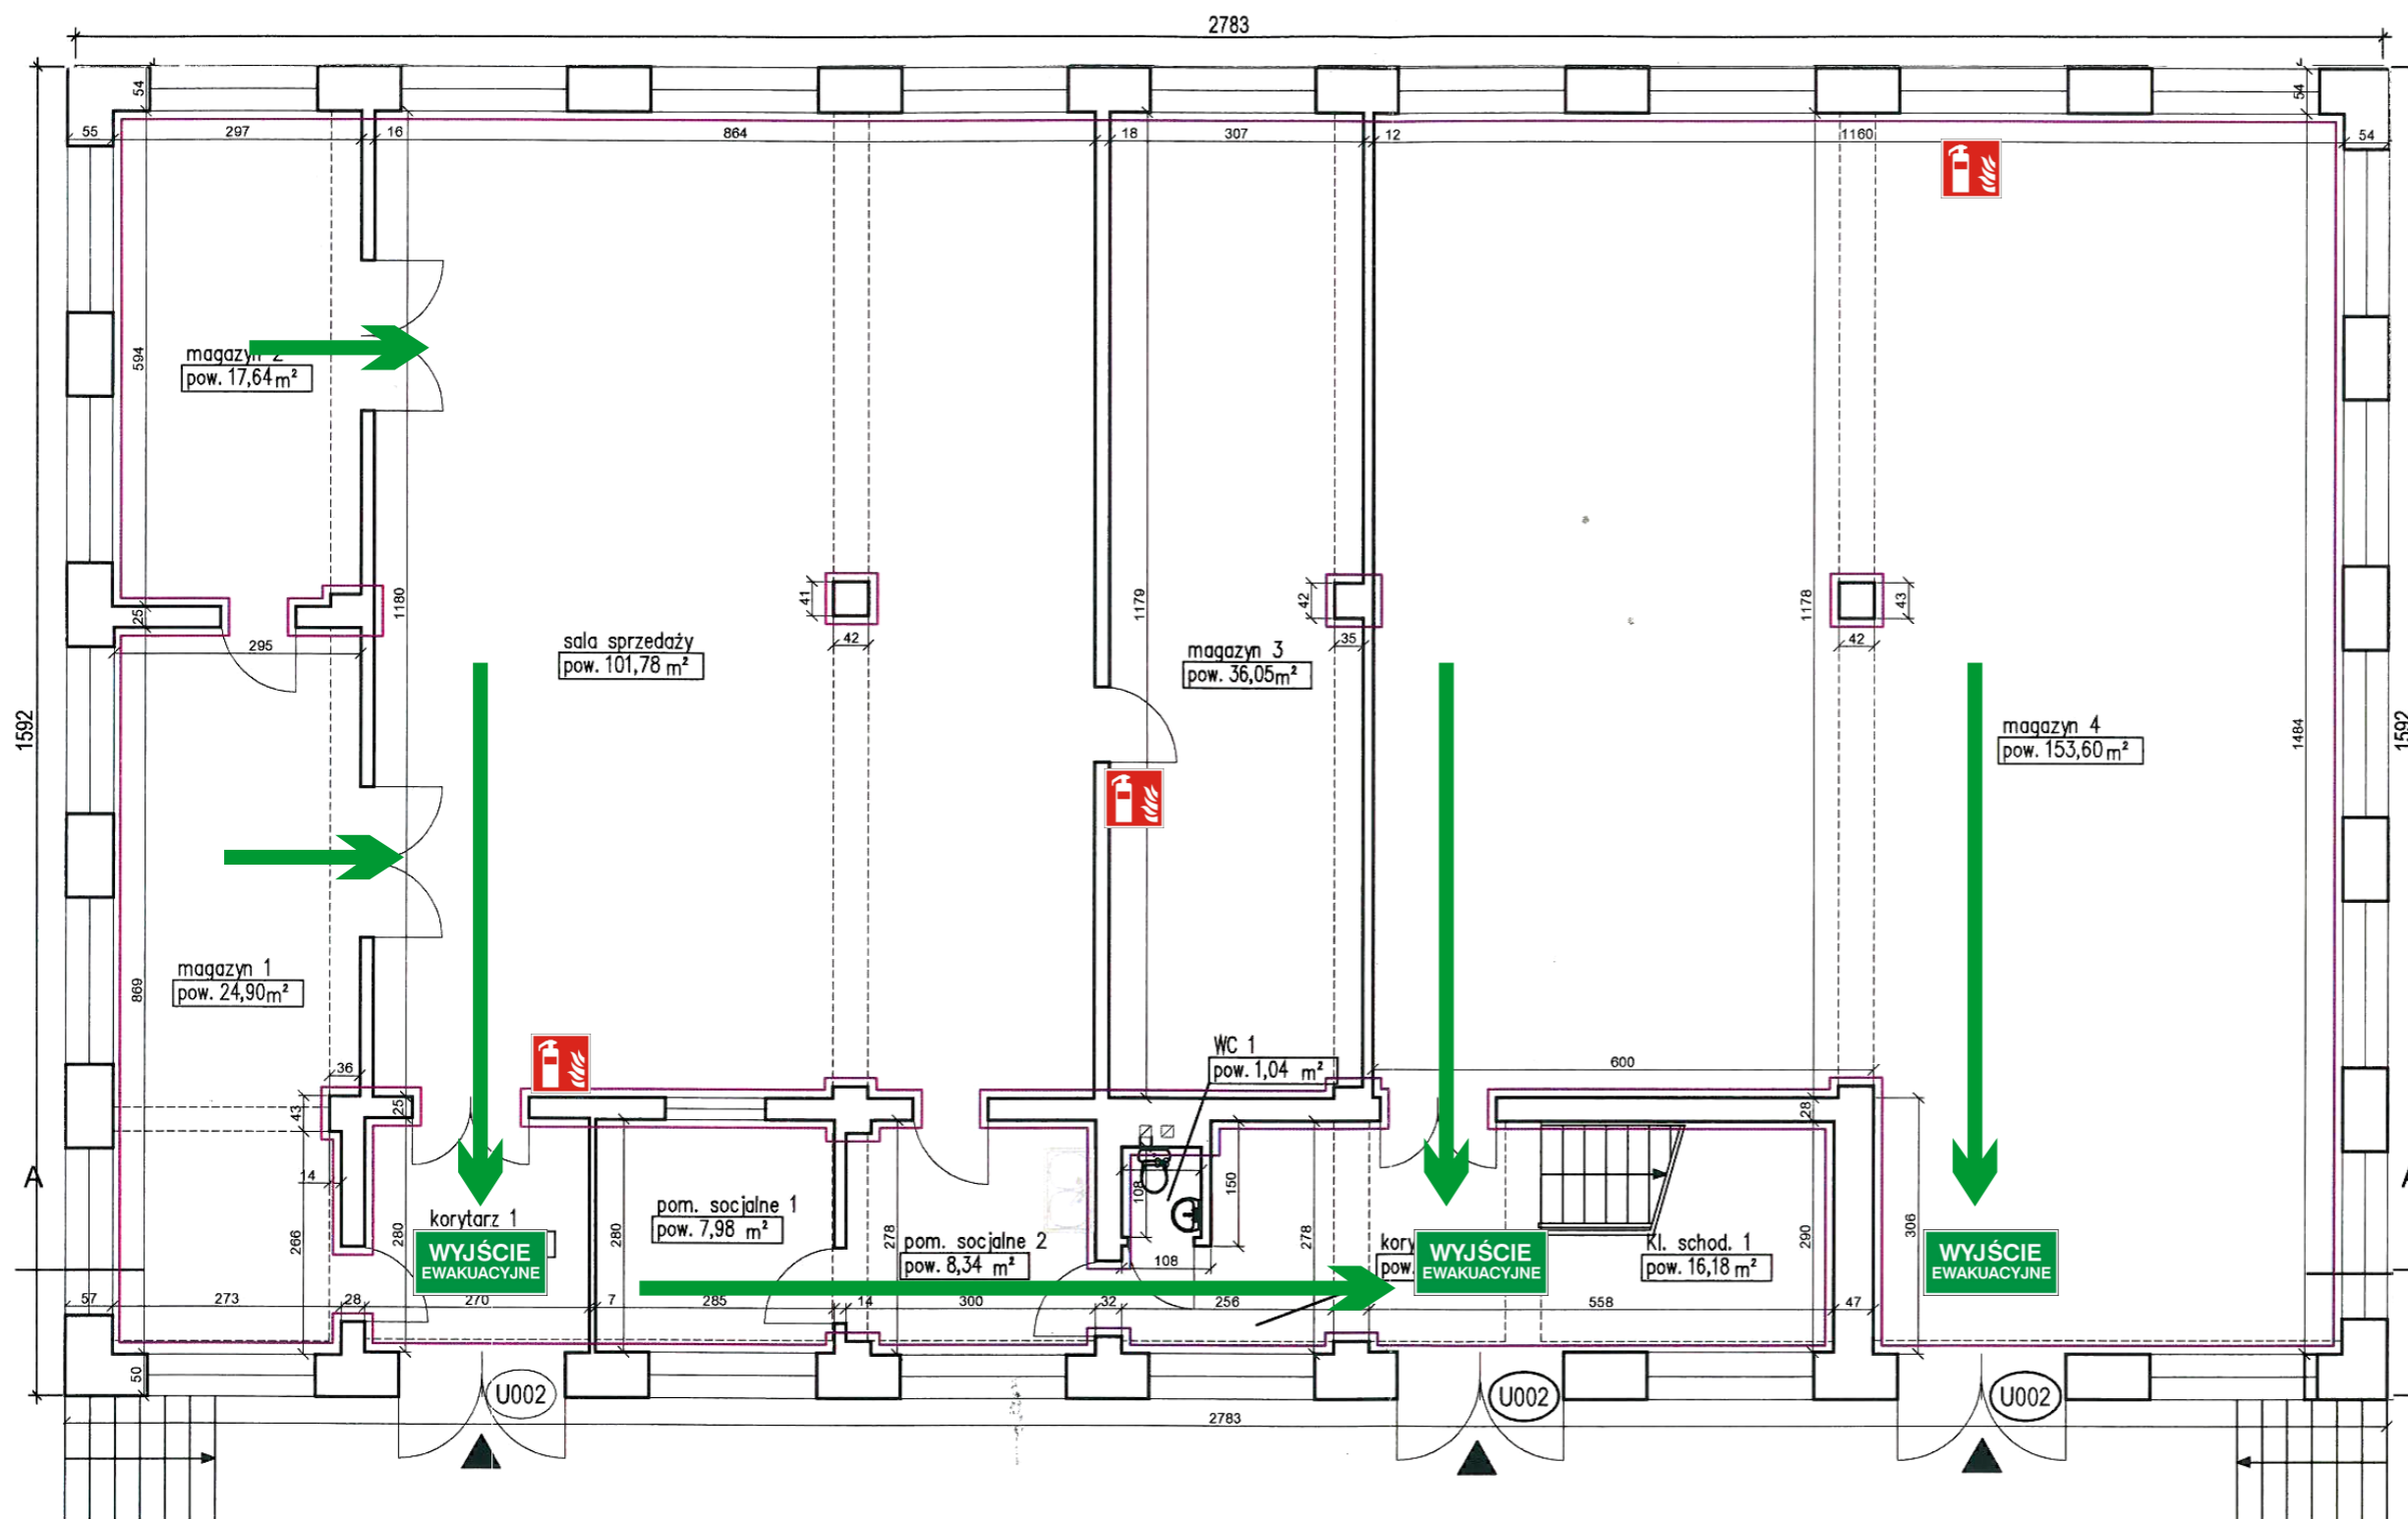 2783
54
54
55
297
16
864
18
307
12
1160
54
594
magazyn 2
pow. 17,64 m²
1180
41
42
1179
42
35
1178
43
42
25
295
sala sprzedaży
pow. 101,78 m²
magazyn 3
pow. 36,05m²
magazyn 4
pow. 153,60 m²
1592
1484
1592
869
magazyn 1
pow. 24,90m²
WC 1
pow. 1,04 m²
600
36
43
25
28
A
14
108
150
266
280
korytarz 1
WYJŚCIE
EWAKUACYJNE
280
pom. socjalne 1
pow. 7,98 m²
278
pom. socjalne 2
pow. 8,34 m²
108
278
pow.
WYJŚCIE
EWAKUACYJNE
Kl. schod. 1
pow. 16,18 m²
290
306
WYJŚCIE
EWAKUACYJNE
57
273
28
270
7
285
14
300
32
256
558
47
50
U002
U002
U002
2783